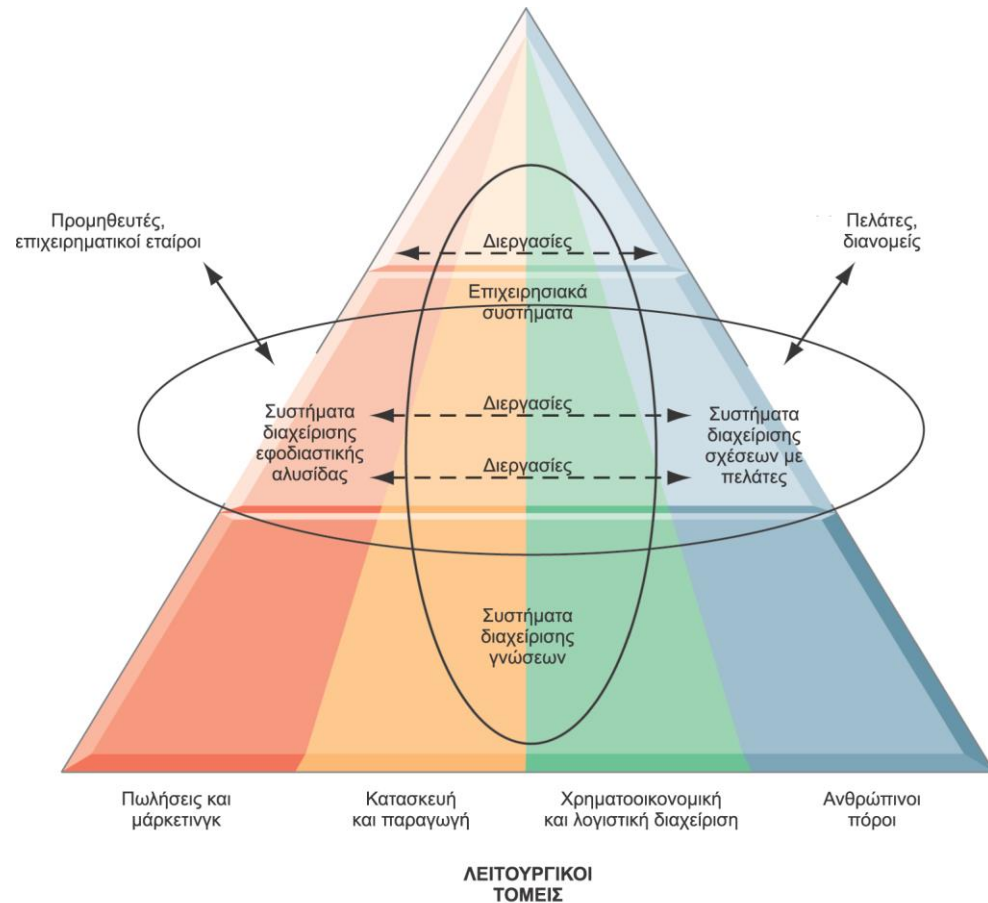 Προμηθευτές,
επιχειρηματικοί εταίροι
Πελάτες,
διανομείς
Διεργασίες
Επιχειρησιακά
συστήματα
Συστήματα
διαχείρισης
εφοδιαστικής
αλυσίδας
Διεργασίες
Διεργασίες
Συστήματα
διαχείρισης
σχέσεων με
πελάτες
Συστήματα
διαχείρισης
γνώσεων
Πωλήσεις και
μάρκετινγκ
Κατασκευή
και παραγωγή
Χρηματοοικονομική
και λογιστική διαχείριση
Ανθρώπινοι
πόροι
ΛΕΙΤΟΥΡΓΙΚΟΙ
ΤΟΜΕΙΣ